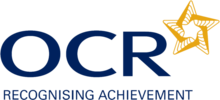 OCR
RECOGNISING ACHIEVEMENT